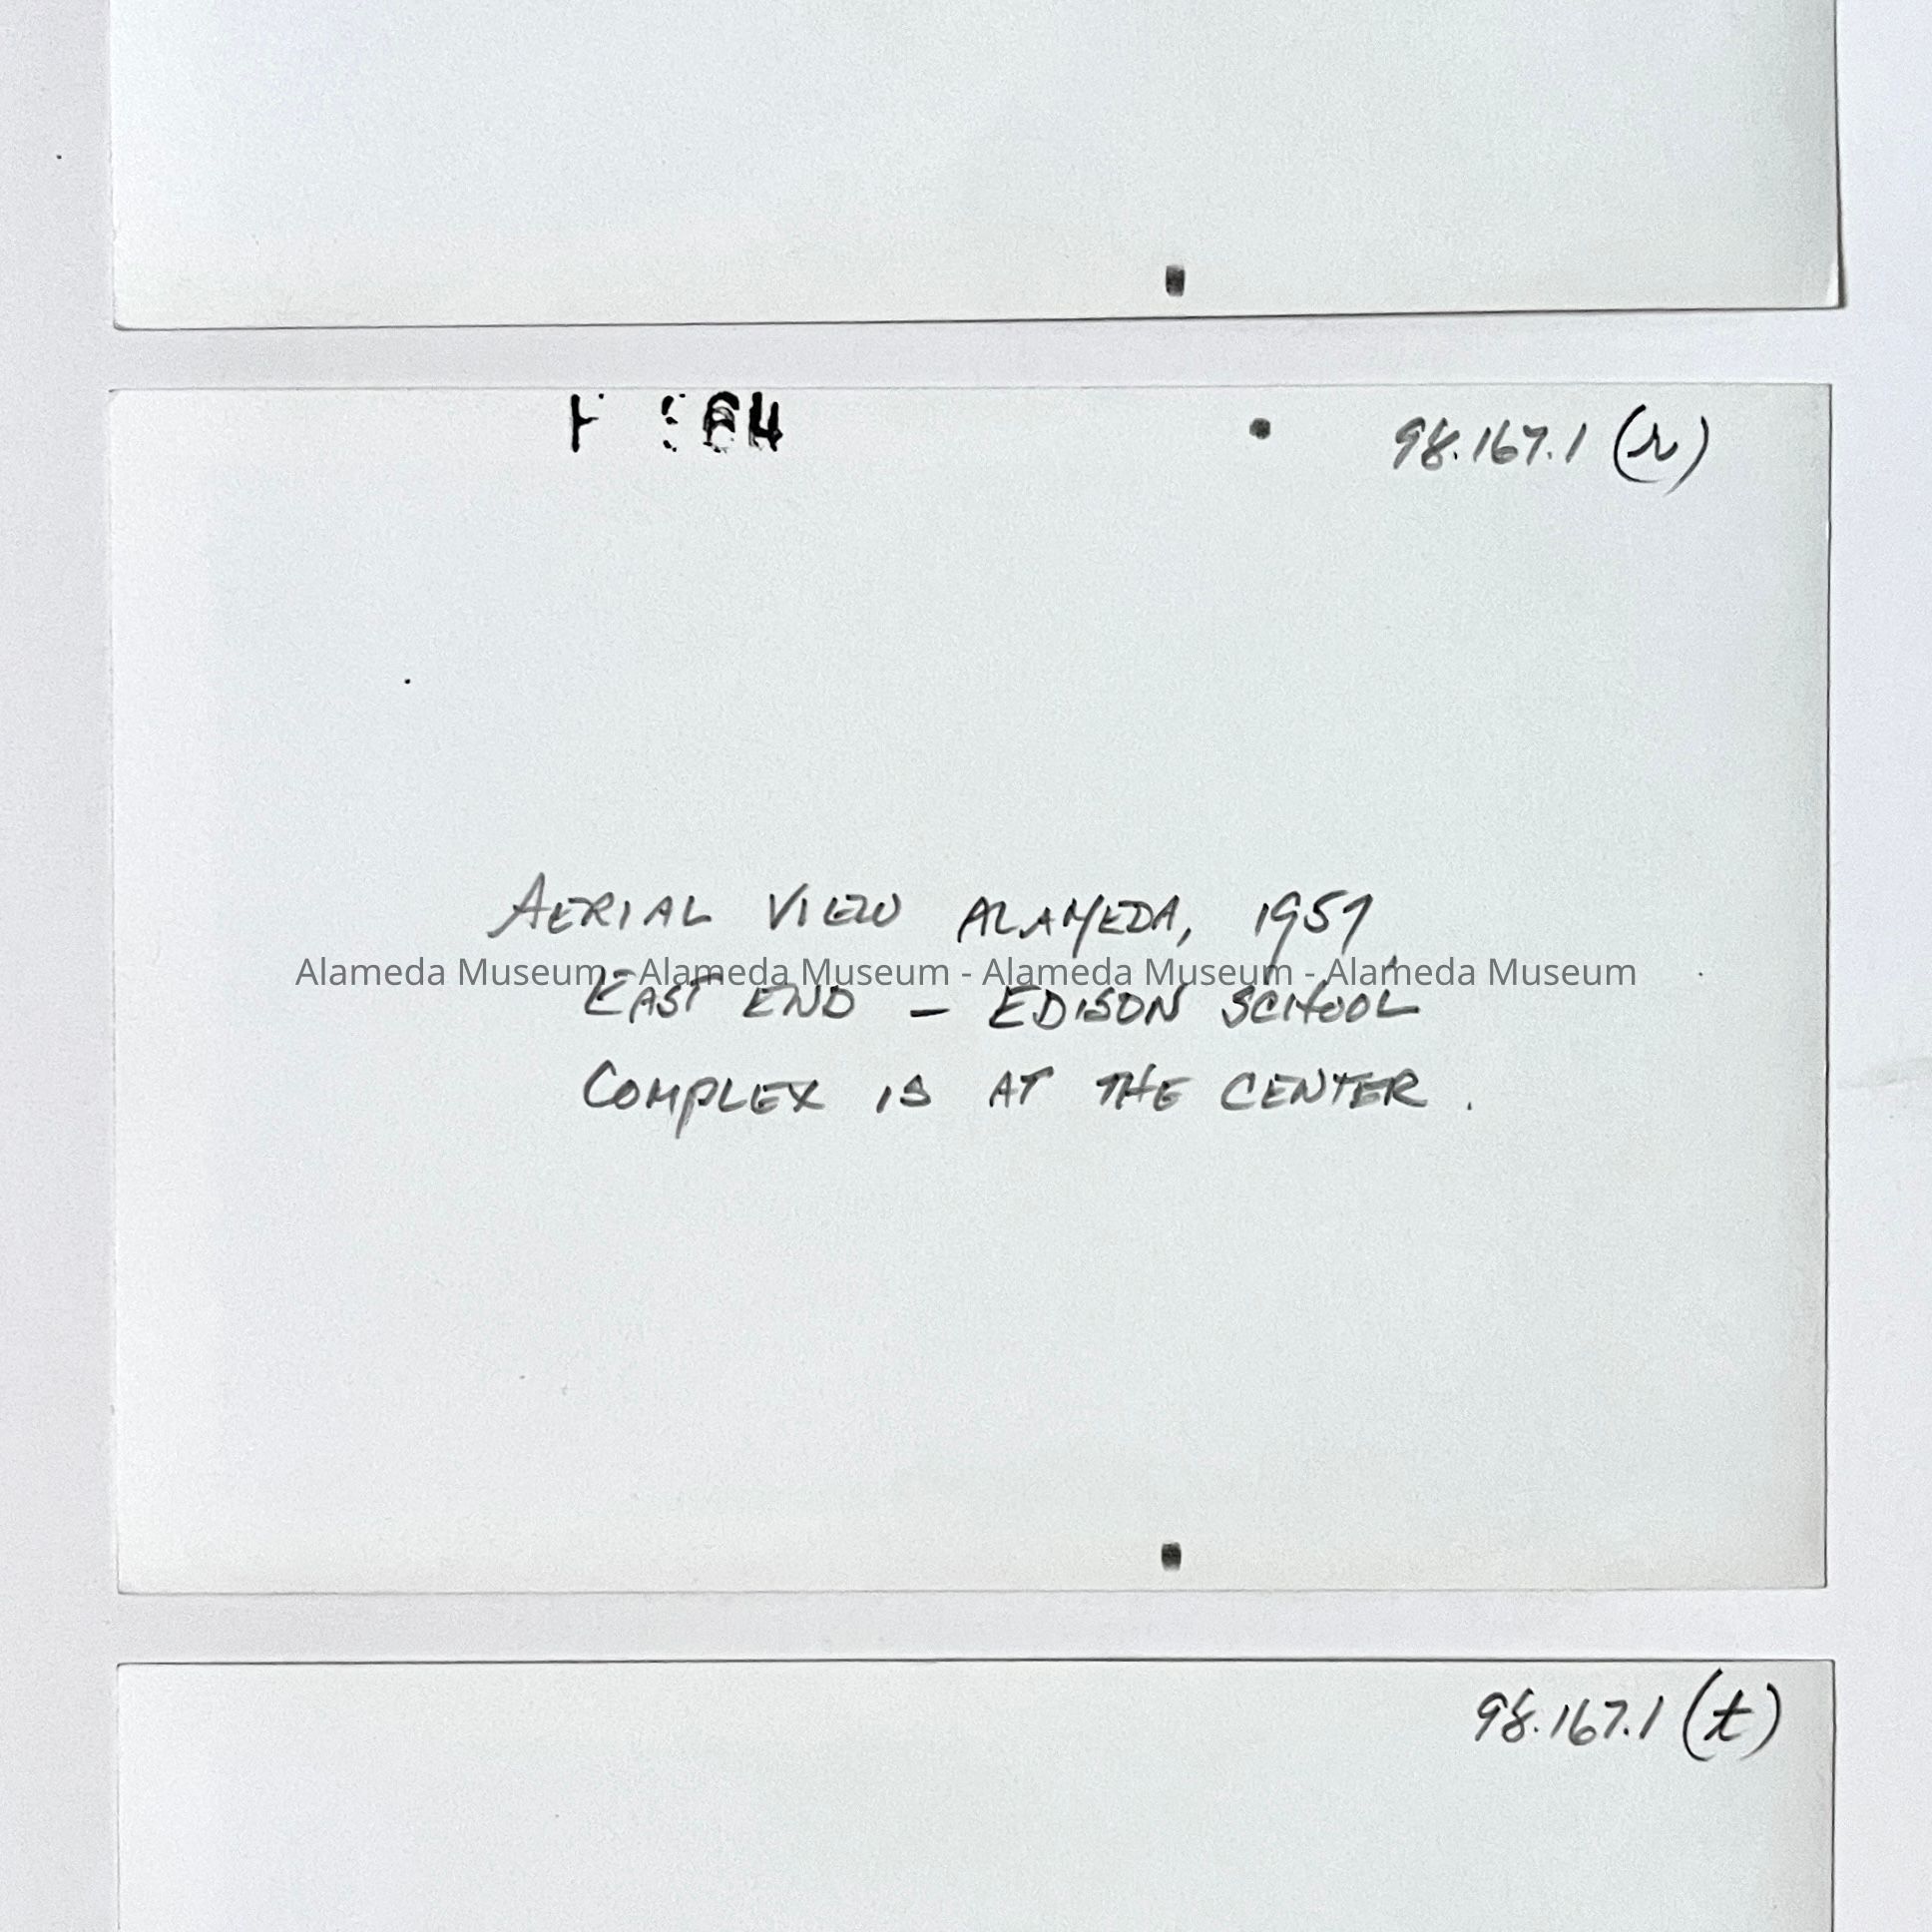 98.167.1 (r)
AERIAL VIEW ALAMEDA, 1957
Alameda Museum - Alameda Museum - Alameda Museum - Alameda Museum
EAST END — EDISON SCHOOL
COMPLEX IS AT THE CENTER.
98.167.1 (t)